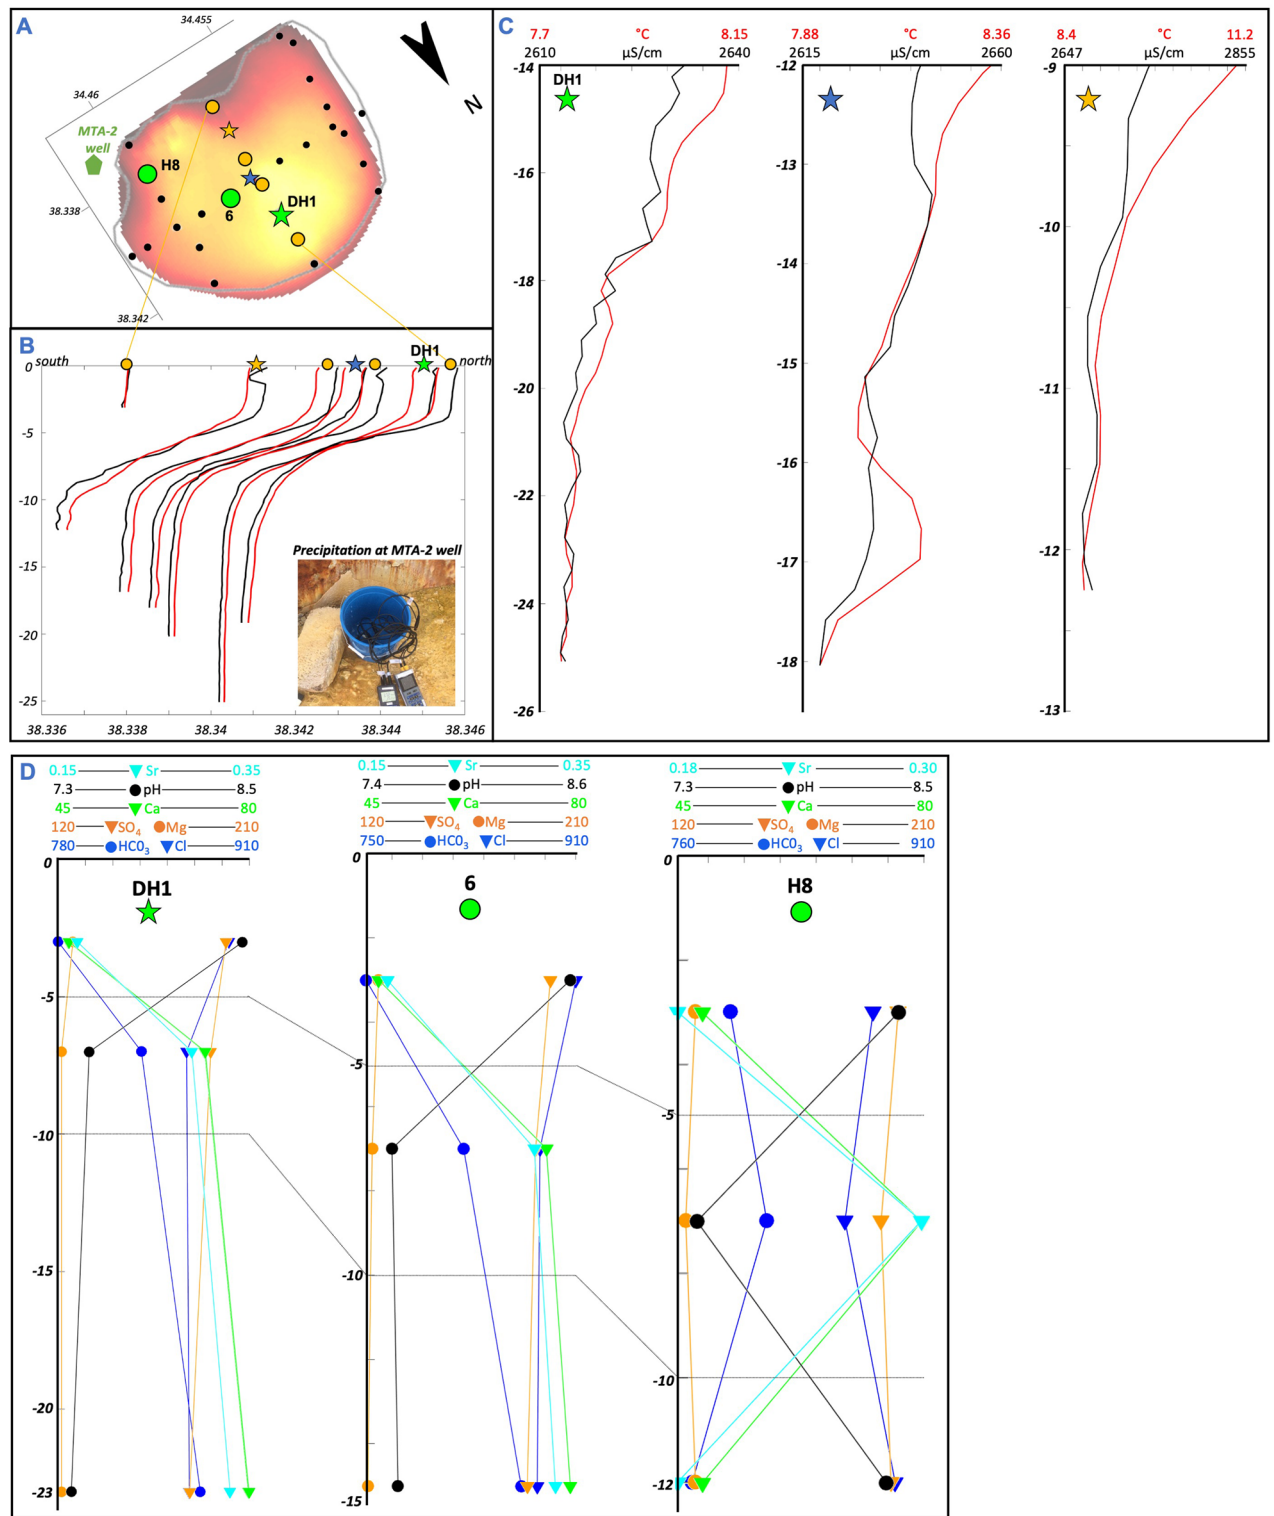 A
34.455
34.46
MTA-2
well
H8
6
DH1
38.338
38.342
N
B
south
DH1
north
0
-5
-10
-15
-20
-25
Precipitation at MTA-2 well
38.336 38.338 38.34 38.342 38.344 38.346
C
7.7 °C 8.15
2610 µS/cm 2640
-14
DH1
-16
-18
-20
-22
-24
-26
7.88 °C 8.36
2615 µS/cm 2660
-12
-13
-14
-15
-16
-17
-18
8.4 °C 11.2
2647 µS/cm 2855
-9
-10
-11
-12
-13
D
0.15 Sr 0.35
7.3 pH 8.5
45 Ca 80
120 SO4 Mg 210
780 HC03 Cl 910
0
DH1
-5
-10
-15
-20
-23
0.15 Sr 0.35
7.4 pH 8.6
45 Ca 80
120 SO4 Mg 210
750 HC03 Cl 910
0
6
-5
-10
-15
0.18 Sr 0.30
7.3 pH 8.5
45 Ca 80
120 SO4 Mg 210
760 HC03 Cl 910
0
H8
-5
-10
-12